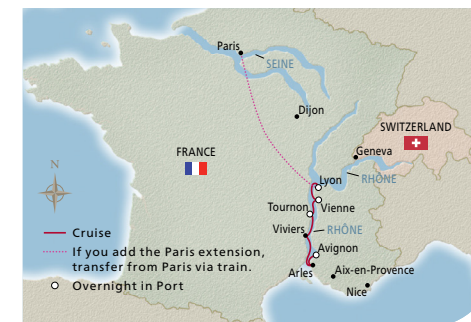 Paris
SEINE
Dijon
SWITZERLAND
FRANCE
Geneva
Lyon
RHÔNE
Tournon
Vienne
Viviers
RHÔNE
Avignon
Arles
Aix-en-Provence
Nice
N
Cruise
If you add the Paris extension,
transfer from Paris via train.
Overnight in Port